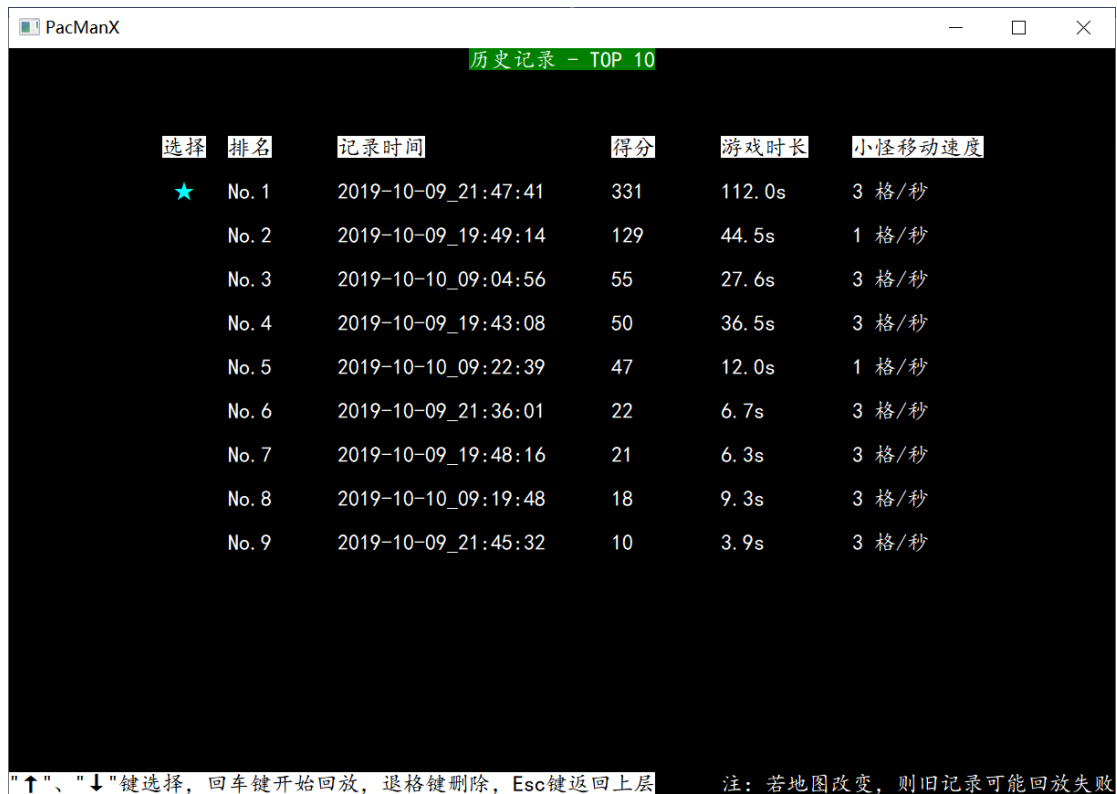 PacManX
历史记录 - TOP 10
选择 排名 记录时间 得分 游戏时长 小怪移动速度
★ No.1 2019-10-09_21:47:41 331 112.0s 3 格/秒
No.2 2019-10-09_19:49:14 129 44.5s 1 格/秒
No.3 2019-10-10_09:04:56 55 27.6s 3 格/秒
No.4 2019-10-09_19:43:08 50 36.5s 3 格/秒
No.5 2019-10-10_09:22:39 47 12.0s 1 格/秒
No.6 2019-10-09_21:36:01 22 6.7s 3 格/秒
No.7 2019-10-09_19:48:16 21 6.3s 3 格/秒
No.8 2019-10-10_09:19:48 18 9.3s 3 格/秒
No.9 2019-10-09_21:45:32 10 3.9s 3 格/秒
"↑"、"↓"键选择，回车键开始回放，退格键删除，Esc键返回上层 注：若地图改变，则旧记录可能回放失败